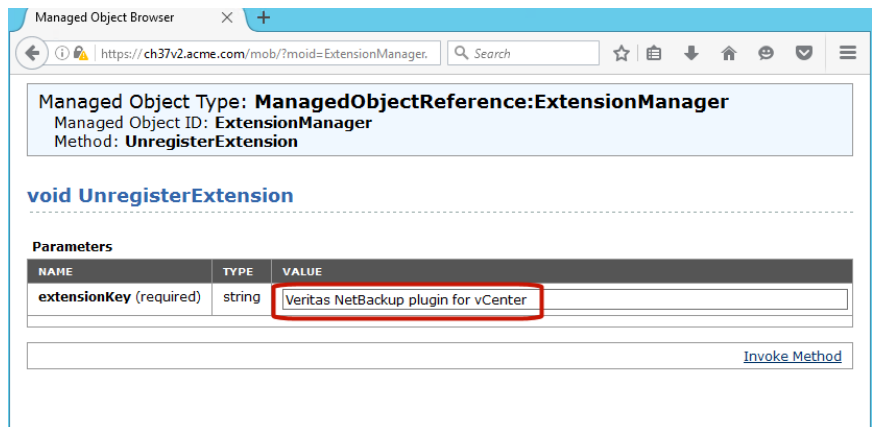 Managed Object Browser
https://ch37v2.acme.com/mob/?moid=ExtensionManager.
Search
Managed Object Type: ManagedObjectReference:ExtensionManager
Managed Object ID: ExtensionManager
Method: UnregisterExtension
void UnregisterExtension
Parameters
NAME TYPE VALUE
extensionKey (required) string Veritas NetBackup plugin for vCenter
Invoke Method